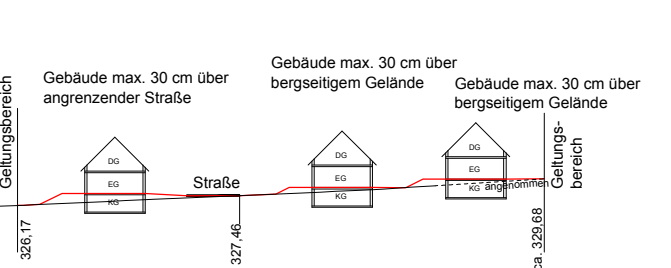 Geltungsbereich
Gebäude max. 30 cm über
angrenzender Straße
Gebäude max. 30 cm über
bergseitigem Gelände
Gebäude max. 30 cm über
bergseitigem Gelände
DG
EG
KG
Straße
DG
EG
KG
DG
EG
KG
angenommen
Geltungs-
bereich
326,17
327,46
ca. 329,68